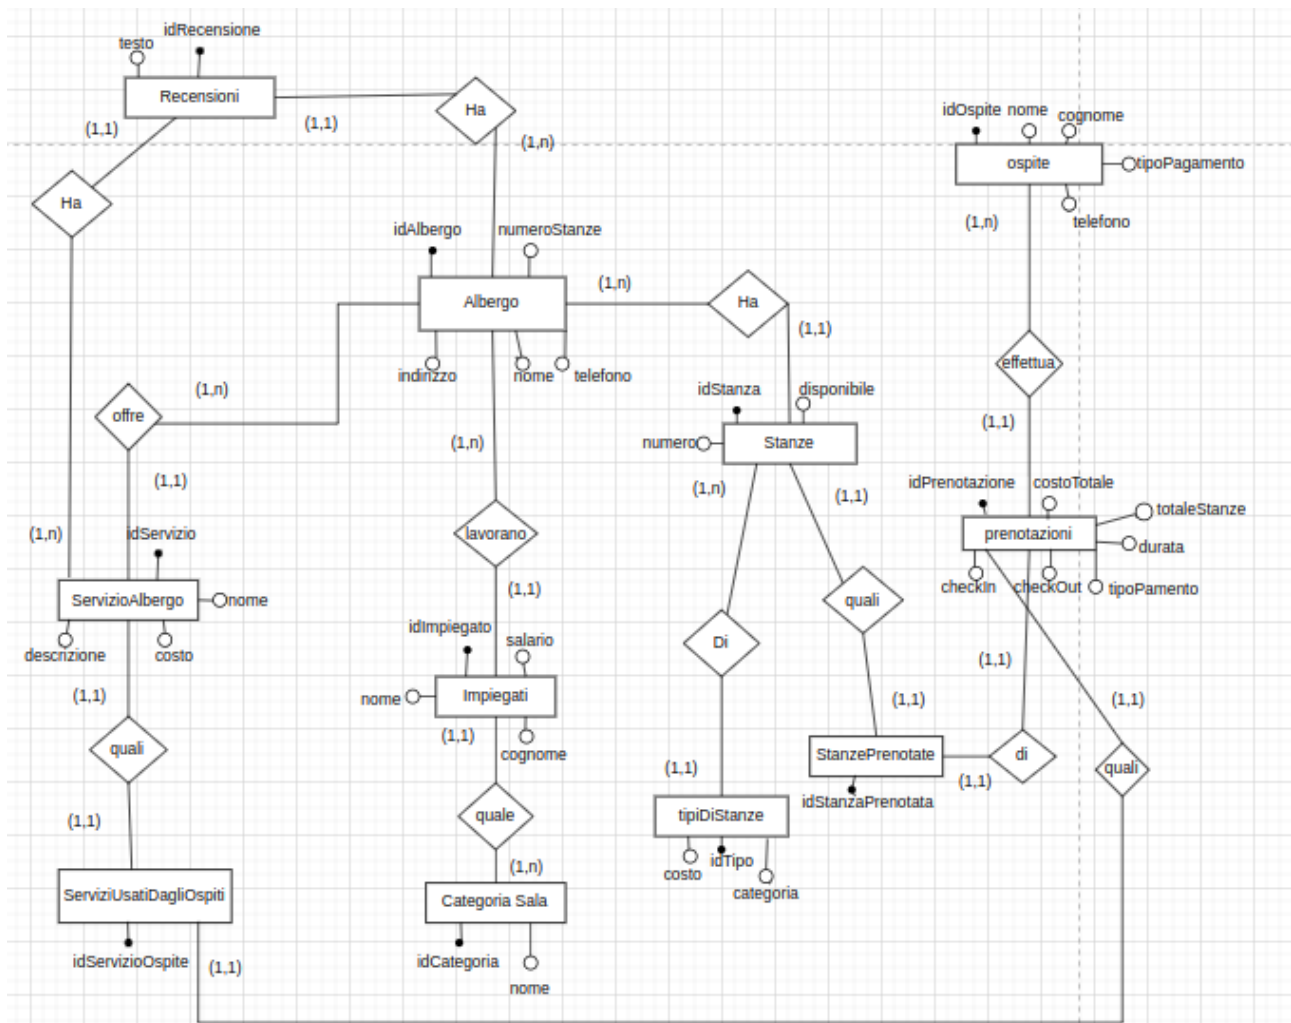 idRecensione
testo
Recensioni
(1,1)
(1,1)
Ha
(1,n)
Ha
idOspite
nome
cognome
ospite
tipoPagamento
telefono
(1,n)
idAlbergo
numeroStanze
Albergo
(1,n)
Ha
(1,1)
indirizzo
nome
telefono
effettua
(1,1)
offre
(1,n)
(1,1)
(1,n)
idStanza
disponibile
numero
Stanze
(1,n)
(1,1)
idPrenotazione
costoTotale
totaleStanze
prenotazioni
durata
checkIn
checkOut
tipoPamento
(1,n)
idServizio
lavorano
(1,1)
ServizioAlbergo
nome
descrizione
costo
(1,1)
idImpiegato
salario
nome
Impiegati
(1,1)
cognome
Di
quali
(1,1)
(1,1)
(1,1)
quali
StanzePrenotate
(1,1)
di
quali
idStanzaPrenotata
(1,1)
(1,1)
tipiDiStanze
costo
idTipo
categoria
quale
(1,n)
ServiziUsatiDagliOspiti
Categoria Sala
idServizioOspite
(1,1)
idCategoria
nome